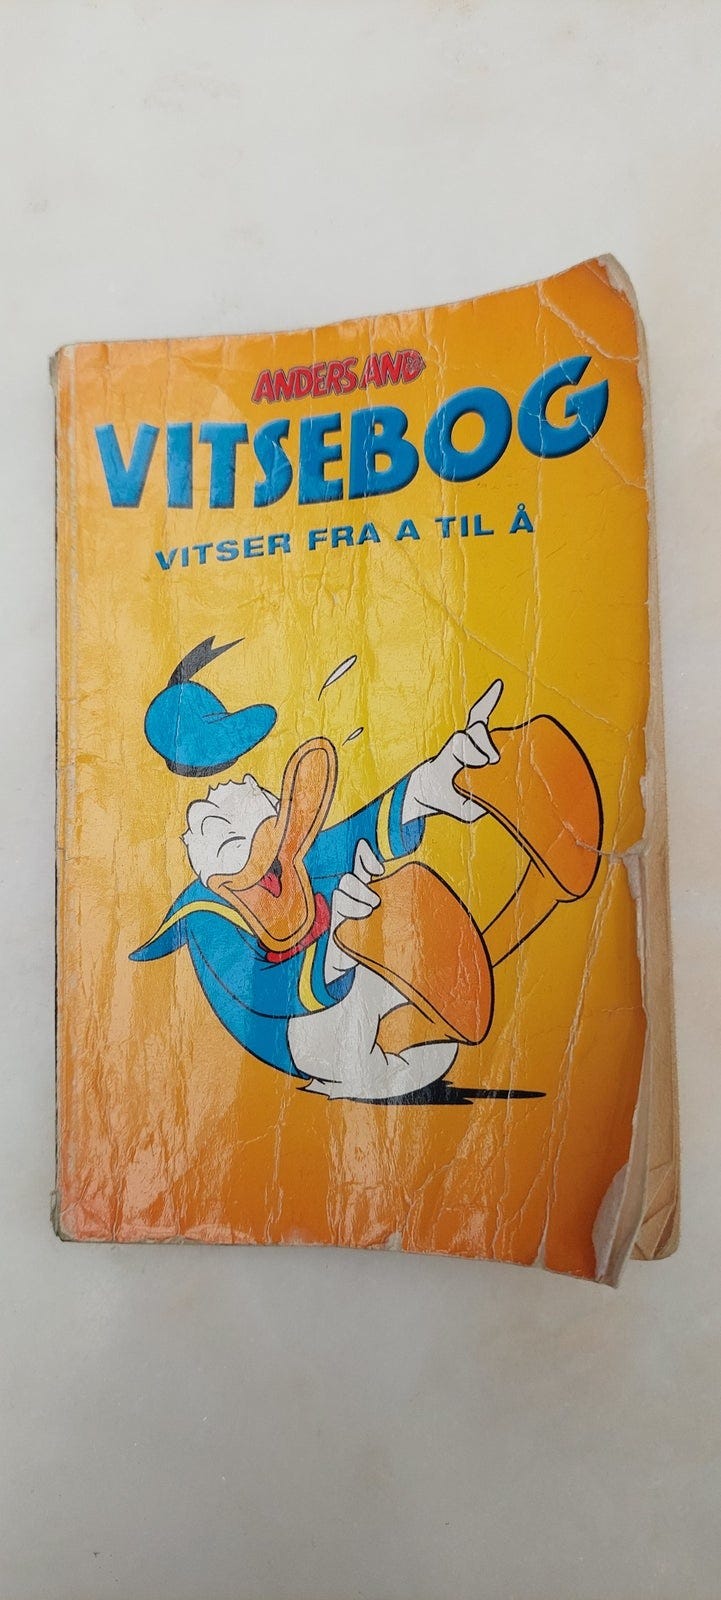 ANDERS AND
VITSEBOG
VITSER FRA A TIL Å